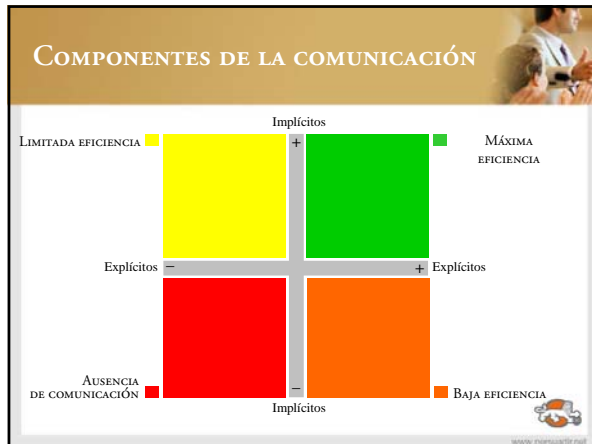 COMPONENTES DE LA COMUNICACIÓN
Implícitos
LIMITADA EFICIENCIA
+
MÁXIMA
EFICIENCIA
Explícitos
−
+
Explícitos
AUSENCIA
DE COMUNICACIÓN
−
Implícitos
BAJA EFICIENCIA